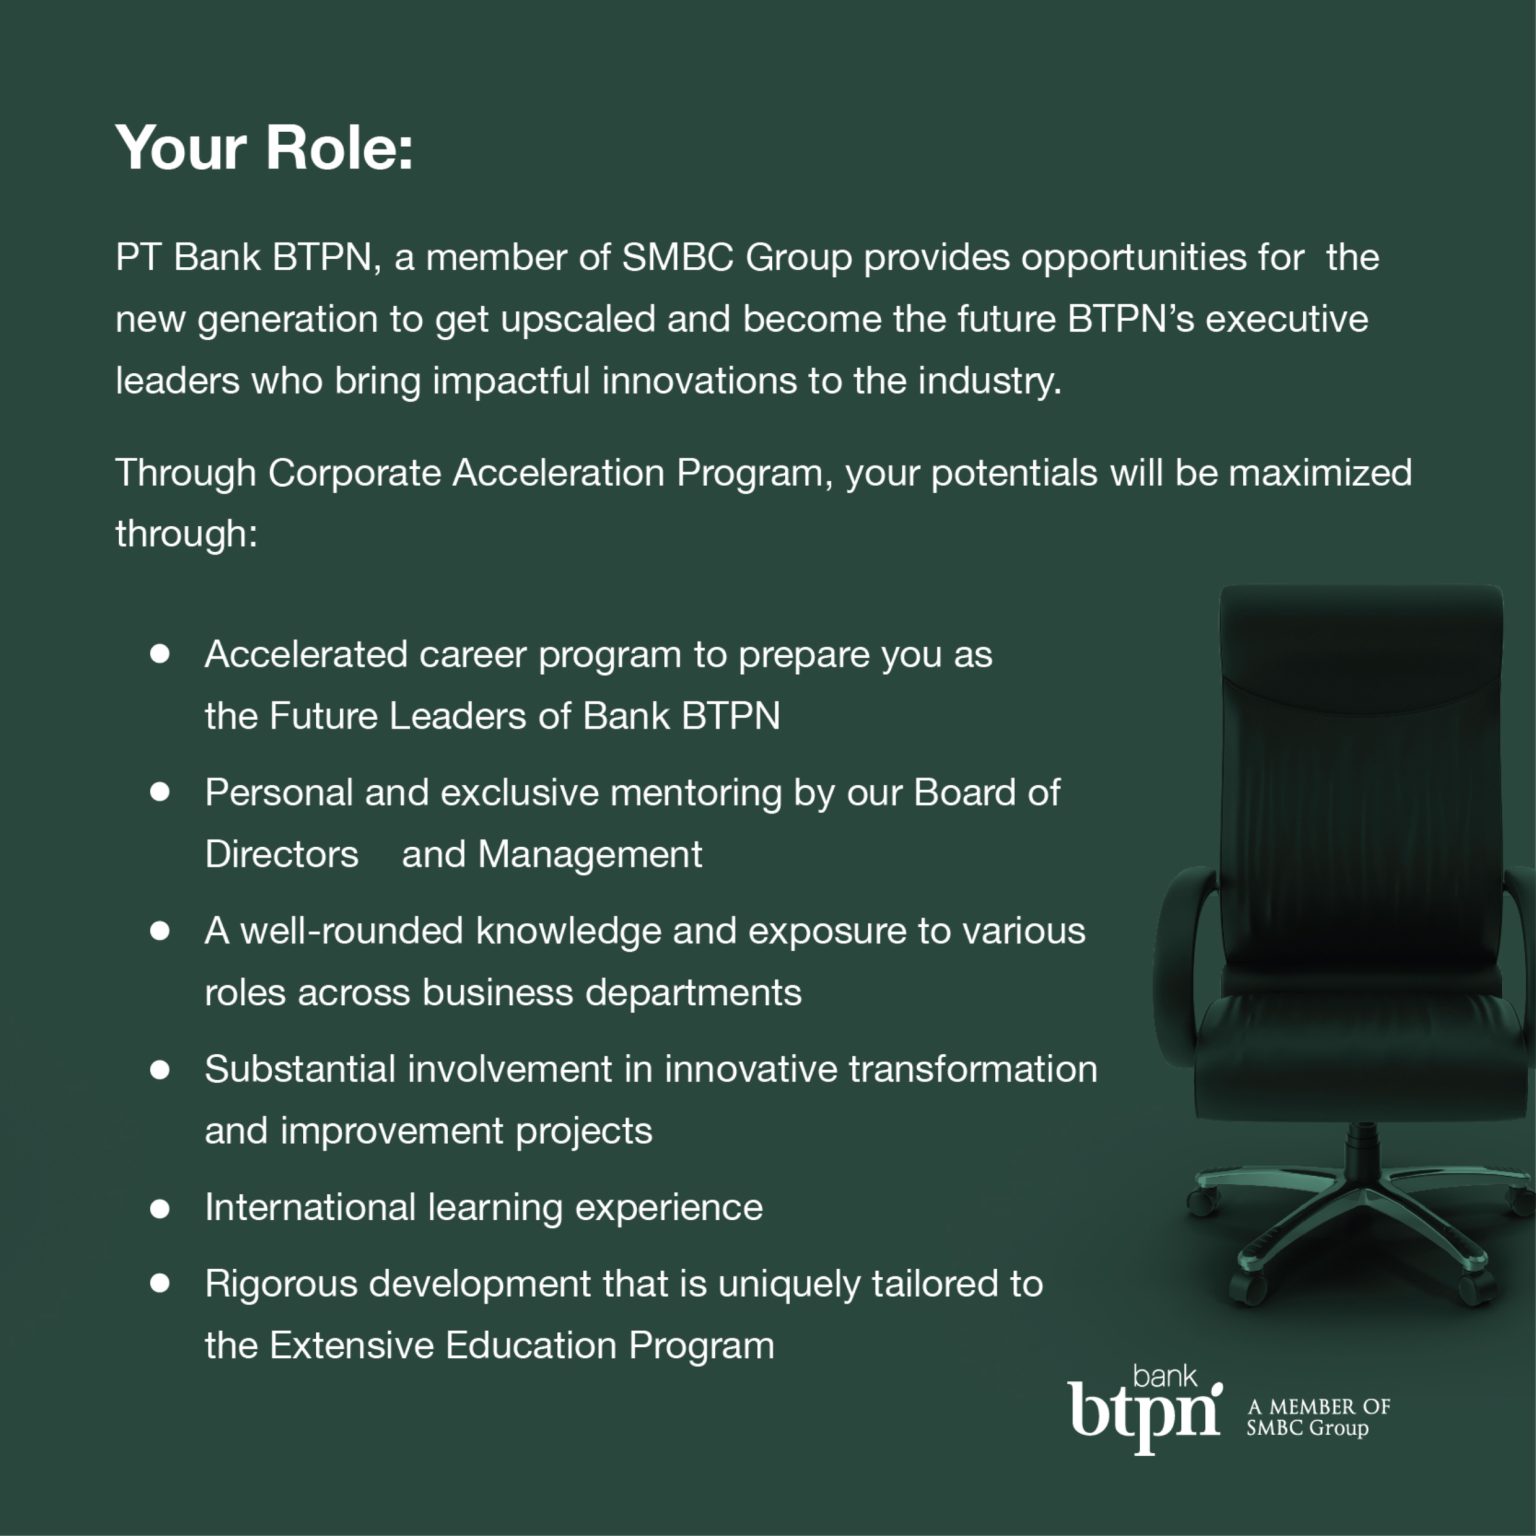 Your Role:
PT Bank BTPN, a member of SMBC Group provides opportunities for  the
new generation to get upscaled and become the future BTPN’s executive
leaders who bring impactful innovations to the industry.
Through Corporate Acceleration Program, your potentials will be maximized
through:
● Accelerated career program to prepare you as
the Future Leaders of Bank BTPN
● Personal and exclusive mentoring by our Board of
Directors    and Management
● A well-rounded knowledge and exposure to various
roles across business departments
● Substantial involvement in innovative transformation
and improvement projects
● International learning experience
● Rigorous development that is uniquely tailored to
the Extensive Education Program
bank
btpn
A MEMBER OF
SMBC Group